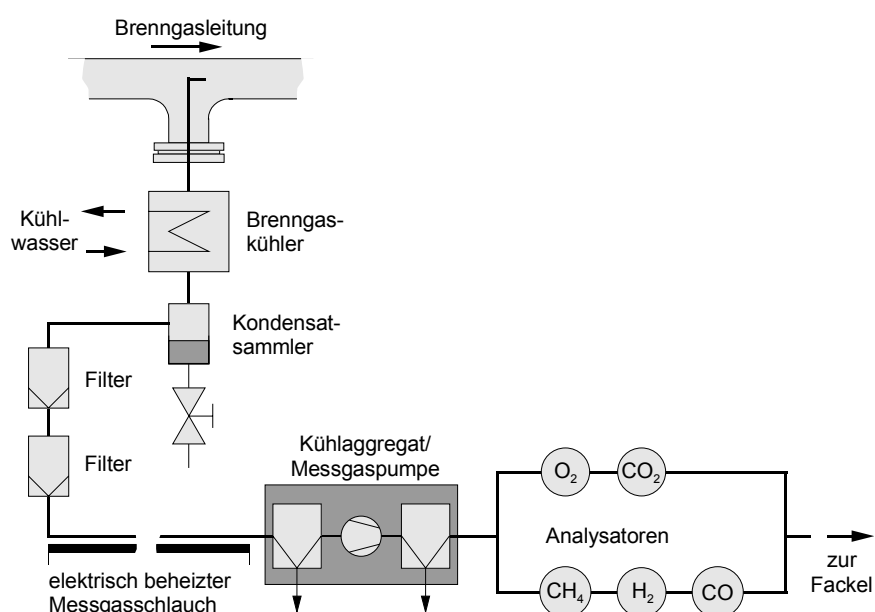 Brenngasleitung
Kühl-
wasser
Brenngas-
kühler
Kondensat-
sammler
Filter
Filter
Kühlaggregat/
Messgaspumpe
elektrisch beheizter
Messgasschlauch
O₂
CO₂
Analysatoren
CH₄
H₂
CO
zur
Fackel